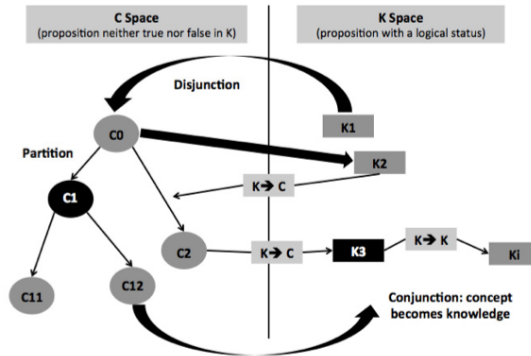 C Space
(proposition neither true nor false in K)
K Space
(proposition with a logical status)
Disjunction
K1
C0
K2
Partition
K➔ C
C1
C2
K➔ C
K3
K➔ K
Ki
C11
C12
Conjunction: concept
becomes knowledge